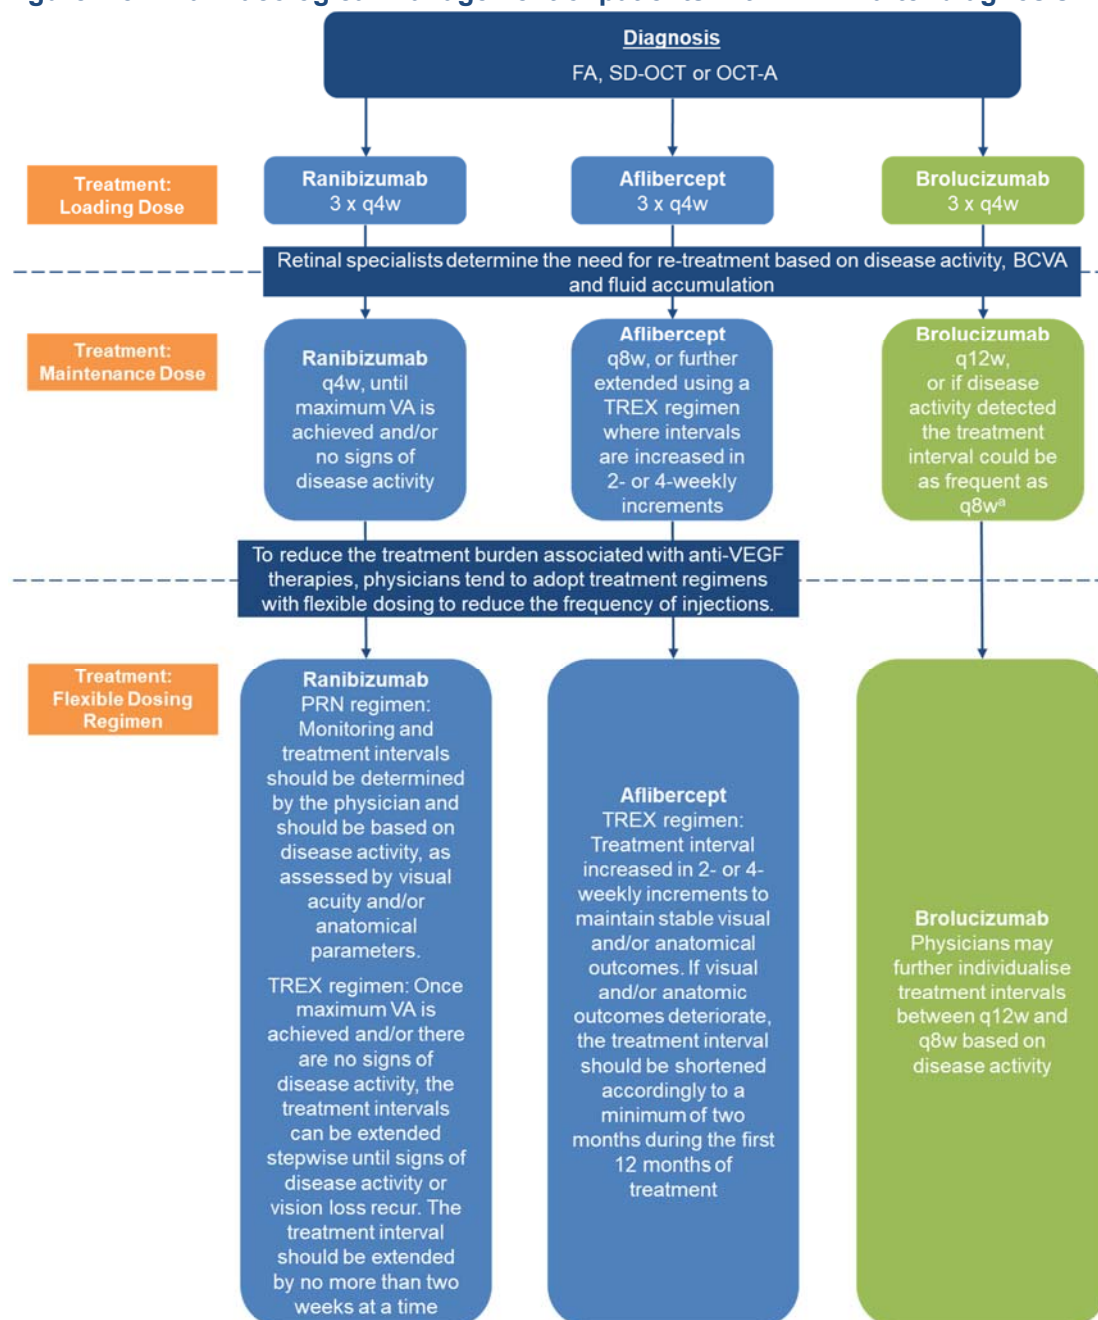 management of patients after diagnosis
Diagnosis
FA, SD-OCT or OCT-A
Treatment:
Loading Dose
Ranibizumab
3 x q4w
Aflibercept
3 x q4w
Brolucizumab
3 x q4w
Retinal specialists determine the need for re-treatment based on disease activity, BCVA
and fluid accumulation
Treatment:
Maintenance Dose
Ranibizumab
q4w, until
maximum VA is
achieved and/or
no signs of
disease activity
Aflibercept
q8w, or further
extended using a
TREX regimen
where intervals
are increased in
2- or 4-weekly
increments
Brolucizumab
q12w,
or if disease
activity detected
the treatment
interval could be
as frequent as
q8wᵃ
To reduce the treatment burden associated with anti-VEGF
therapies, physicians tend to adopt treatment regimens
with flexible dosing to reduce the frequency of injections.
Treatment:
Flexible Dosing
Regimen
Ranibizumab
PRN regimen:
Monitoring and
treatment intervals
should be determined
by the physician and
should be based on
disease activity, as
assessed by visual
acuity and/or
anatomical
parameters.
TREX regimen: Once
maximum VA is
achieved and/or there
are no signs of
disease activity, the
treatment intervals
can be extended
stepwise until signs of
disease activity or
vision loss recur. The
treatment interval
should be extended
by no more than two
weeks at a time
Aflibercept
TREX regimen:
Treatment interval
increased in 2- or 4-
weekly increments to
maintain stable visual
and/or anatomical
outcomes. If visual
and/or anatomic
outcomes deteriorate,
the treatment interval
should be shortened
accordingly to a
minimum of two
months during the first
12 months of
treatment
Brolucizumab
Physicians may
further individualise
treatment intervals
between q12w and
q8w based on
disease activity